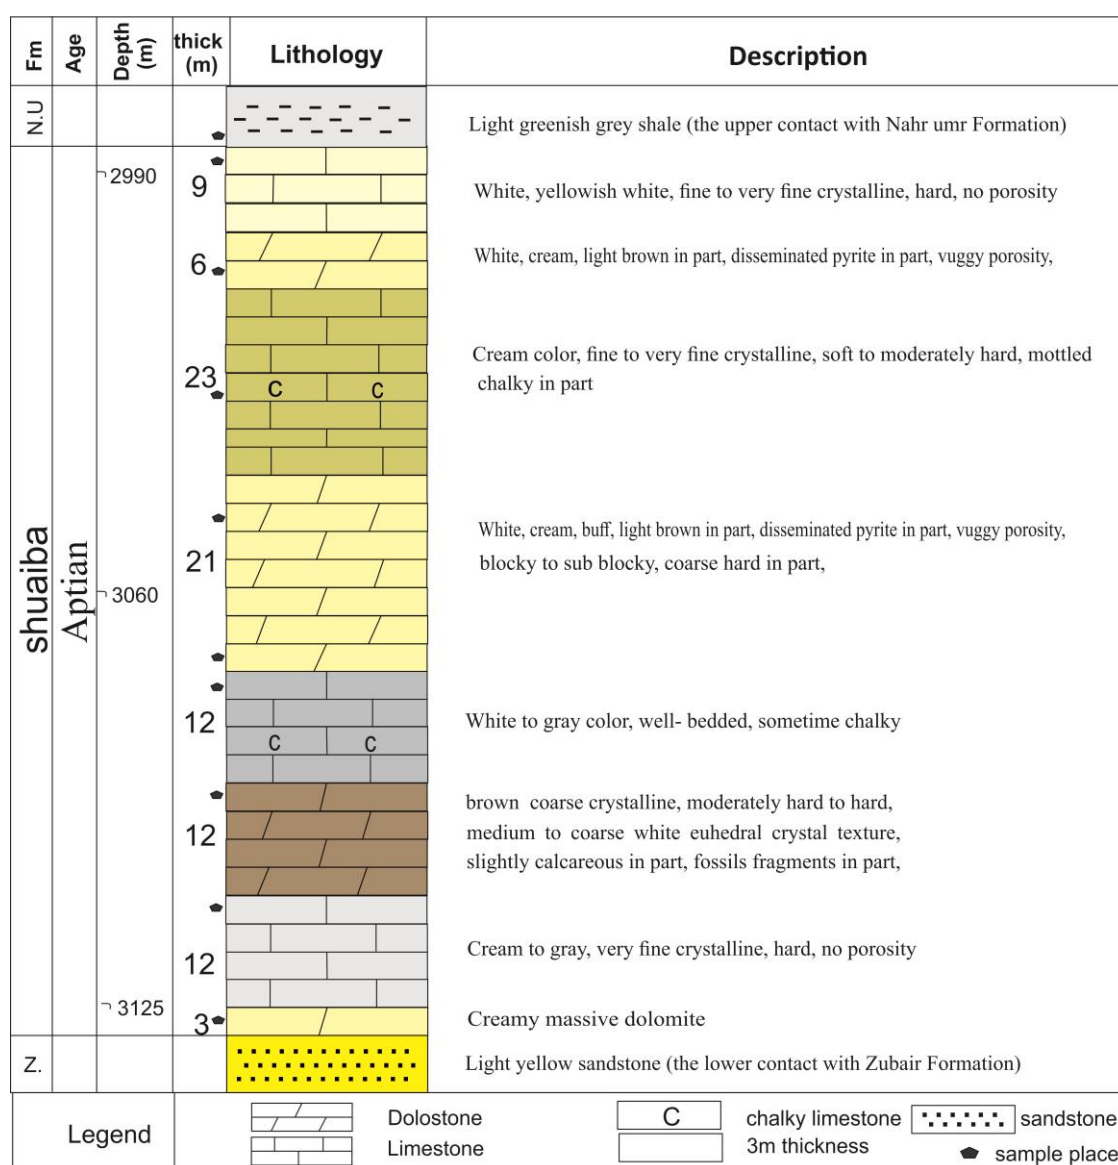 Fm Age Depth (m) thick (m) Lithology Description
N.U
Light greenish grey shale (the upper contact with Nahr umr Formation)
2990
9
White, yellowish white, fine to very fine crystalline, hard, no porosity
6
White, cream, light brown in part, disseminated pyrite in part, vuggy porosity,
23
Cream color, fine to very fine crystalline, soft to moderately hard, mottled
chalky in part
C C
shuaiba
Aptian
21
White, cream, buff, light brown in part, disseminated pyrite in part, vuggy porosity,
blocky to sub blocky, coarse hard in part,
3060
12
White to gray color, well- bedded, sometime chalky
C C
12
brown coarse crystalline, moderately hard to hard,
medium to coarse white euhedral crystal texture,
slightly calcareous in part, fossils fragments in part,
12
Cream to gray, very fine crystalline, hard, no porosity
3125
3
Creamy massive dolomite
Z.
Light yellow sandstone (the lower contact with Zubair Formation)
Legend
Dolostone
Limestone
C
chalky limestone
3m thickness
sandstone
sample place